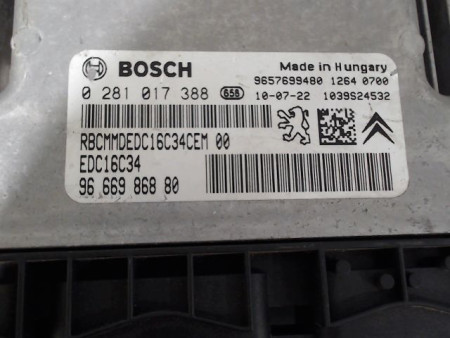 BOSCH
Made in Hungary
9657699480 1264 0700
0 281 017 388 658 10-07-22 1039S24532
RBCMMDEDC16C34CEM 00
EDC16C34
96 669 868 80